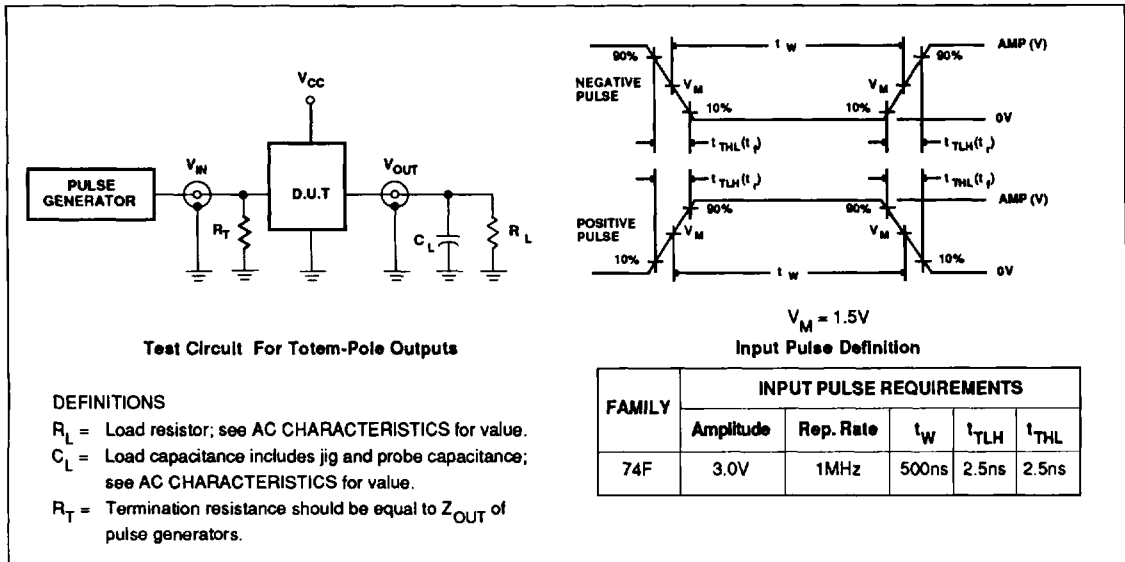 V_CC
PULSE GENERATOR
V_IN
R_T
D.U.T
V_OUT
C_L
R_L
Test Circuit For Totem-Pole Outputs
DEFINITIONS
R_L = Load resistor; see AC CHARACTERISTICS for value.
C_L = Load capacitance includes jig and probe capacitance;
see AC CHARACTERISTICS for value.
R_T = Termination resistance should be equal to Z_OUT of
pulse generators.
t_W
AMP (V)
90%
90%
NEGATIVE
PULSE
V_M
V_M
10%
10%
0V
t_THL(t_f)
t_TLH(t_r)
t_TLH(t_r)
t_THL(t_f)
AMP (V)
90%
90%
POSITIVE
PULSE
V_M
V_M
10%
10%
t_W
0V
V_M = 1.5V
Input Pulse Definition
FAMILY
INPUT PULSE REQUIREMENTS
Amplitude Rep. Rate t_W t_TLH t_THL
74F 3.0V 1MHz 500ns 2.5ns 2.5ns